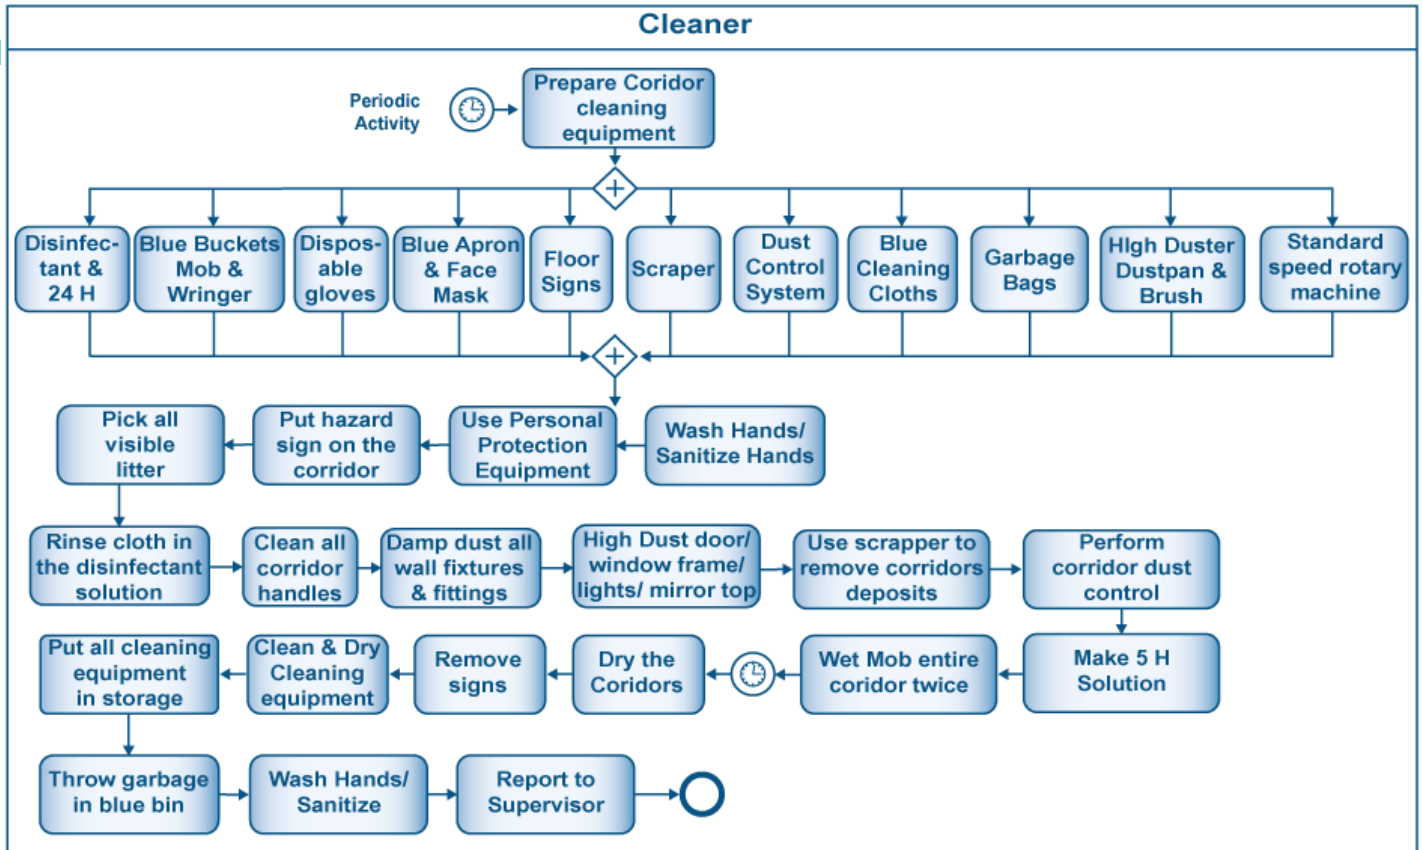 Cleaner
Periodic
Activity
Prepare Coridor
cleaning
equipment
Disinfec-
tant &
24 H
Blue Buckets
Mob &
Wringer
Dispos-
able
gloves
Blue Apron
& Face
Mask
Floor
Signs
Scraper
Dust
Control
System
Blue
Cleaning
Cloths
Garbage
Bags
HIgh Duster
Dustpan &
Brush
Standard
speed rotary
machine
Pick all
visible
litter
Put hazard
sign on the
corridor
Use Personal
Protection
Equipment
Wash Hands/
Sanitize Hands
Rinse cloth in
the disinfectant
solution
Clean all
corridor
handles
Damp dust all
wall fixtures
& fittings
High Dust door/
window frame/
lights/ mirror top
Use scrapper to
remove corridors
deposits
Perform
corridor dust
control
Put all cleaning
equipment
in storage
Clean & Dry
Cleaning
equipment
Remove
signs
Dry the
Coridors
Wet Mob entire
coridor twice
Make 5 H
Solution
Throw garbage
in blue bin
Wash Hands/
Sanitize
Report to
Supervisor